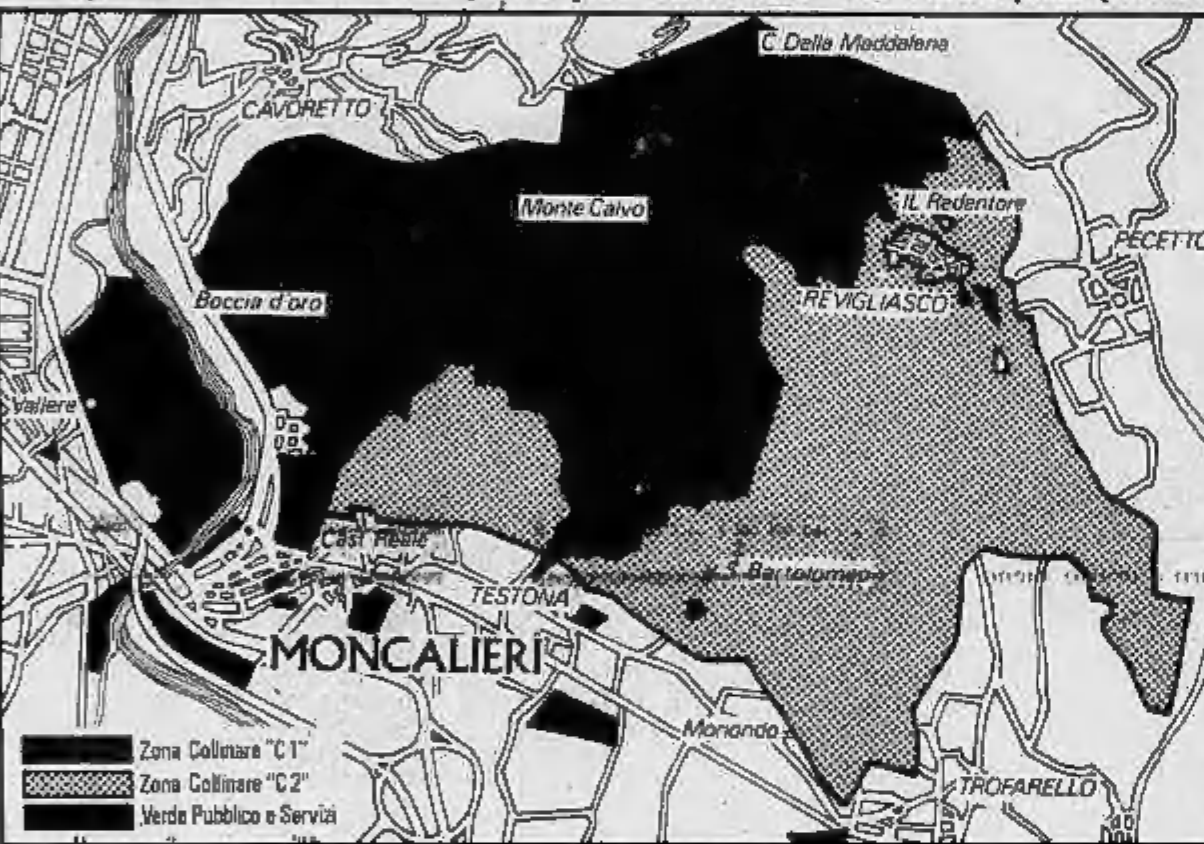 C. Della Maddalena
CAVORETTO
Monte Calvo
IL Redentore
PECETTO
Boccia d'oro
REVIGLIASCO
Vallere
Cast. Reale
S. Bartolomeo
TESTONA
MONCALIERI
Moriondo
Zona Collinare "C 1"
Zona Collinare "C 2"
Verde Pubblico e Servizi
TROFARELLO